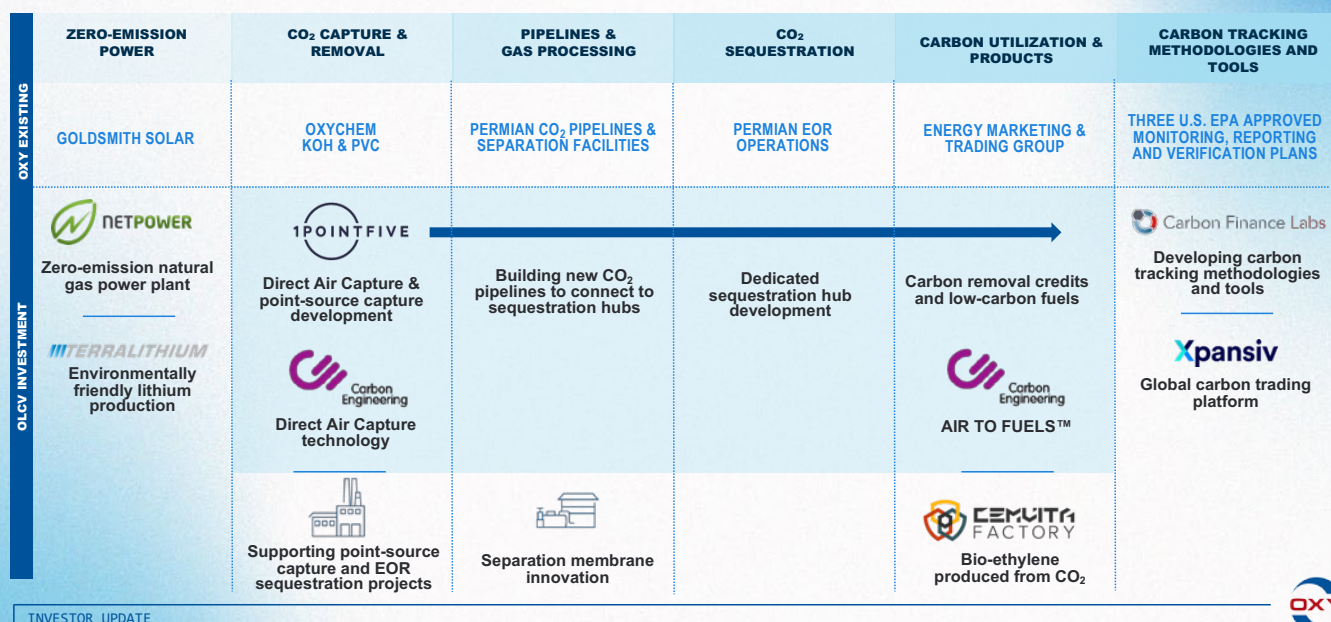 ZERO-EMISSION
POWER
CO₂ CAPTURE &
REMOVAL
PIPELINES &
GAS PROCESSING
CO₂
SEQUESTRATION
CARBON UTILIZATION &
PRODUCTS
CARBON TRACKING
METHODOLOGIES AND
TOOLS
OXY EXISTING
GOLDSMITH SOLAR
OXYCHEM
KOH & PVC
PERMIAN CO₂ PIPELINES &
SEPARATION FACILITIES
PERMIAN EOR
OPERATIONS
ENERGY MARKETING &
TRADING GROUP
THREE U.S. EPA APPROVED
MONITORING, REPORTING
AND VERIFICATION PLANS
OLCV INVESTMENT
NETPOWER
Zero-emission natural
gas power plant
TERRALITHIUM
Environmentally
friendly lithium
production
1POINTFIVE
Direct Air Capture &
point-source capture
development
Carbon
Engineering
Direct Air Capture
technology
Supporting point-source
capture and EOR
sequestration projects
Building new CO₂
pipelines to connect to
sequestration hubs
Separation membrane
innovation
Dedicated
sequestration hub
development
Carbon removal credits
and low-carbon fuels
Carbon
Engineering
AIR TO FUELS™
CEMVITA
FACTORY
Bio-ethylene
produced from CO₂
Carbon Finance Labs
Developing carbon
tracking methodologies
and tools
Xpansiv
Global carbon trading
platform
INVESTOR UPDATE
OXY